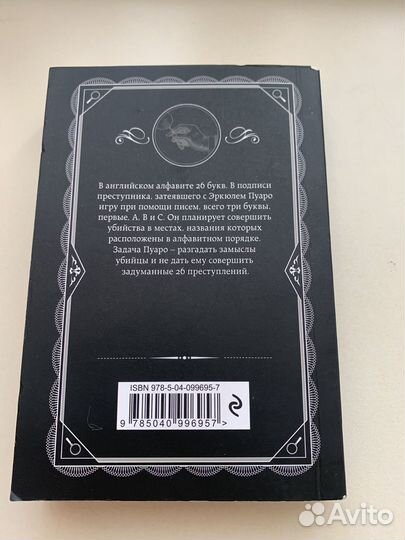 В английском алфавите 26 букв. В подписи
преступника, затеявшего с Эркюлем Пуаро
игру при помощи писем, всего три буквы,
первые, А, В и С. Он планирует совершить
убийства в местах, названия которых
расположены в алфавитном порядке.
Задача Пуаро – разгадать замыслы
убийцы и не дать ему совершить
задуманные 26 преступлений.
ISBN 978-5-04-099695-7
9 785040 996957 >
Avito